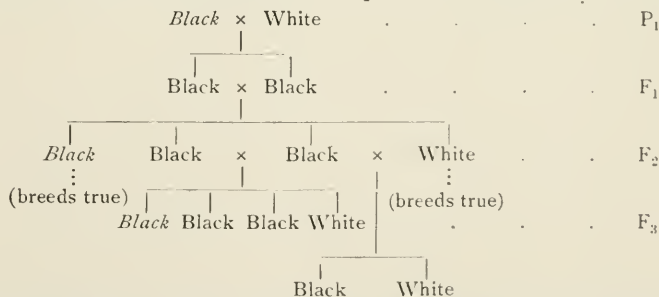 Black × White . . . . P₁
Black × Black . . . . F₁
Black Black × Black × White . . F₂
(breeds true) (breeds true)
Black Black Black White . . . F₃
Black White